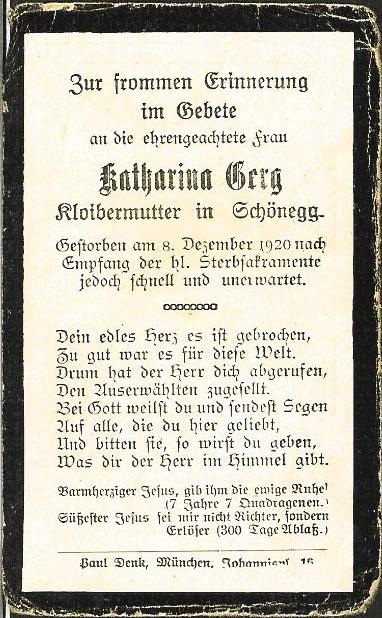 Zur frommen Erinnerung
im Gebete
an die ehrengeachtete Frau
Katharina Gerg
Kloibermutter in Schönegg.
Gestorben am 8. Dezember 1920 nach
Empfang der hl. Sterbsakramente
jedoch schnell und unerwartet.
Dein edles Herz es ist gebrochen,
Zu gut war es für diese Welt.
Drum hat der Herr dich abgerufen,
Den Auserwählten zugesellt.
Bei Gott weilst du und sendest Segen
Auf alle, die du hier geliebt,
Und bitten sie, so wirst du geben,
Was dir der Herr im Himmel gibt.
Barmherziger Jesus, gib ihm die ewige Ruhe!
(7 Jahre 7 Quadragenen.)
Süßester Jesus sei mir nicht Richter, sondern
Erlöser (300 Tage Ablaß.)
Paul Denk, München,